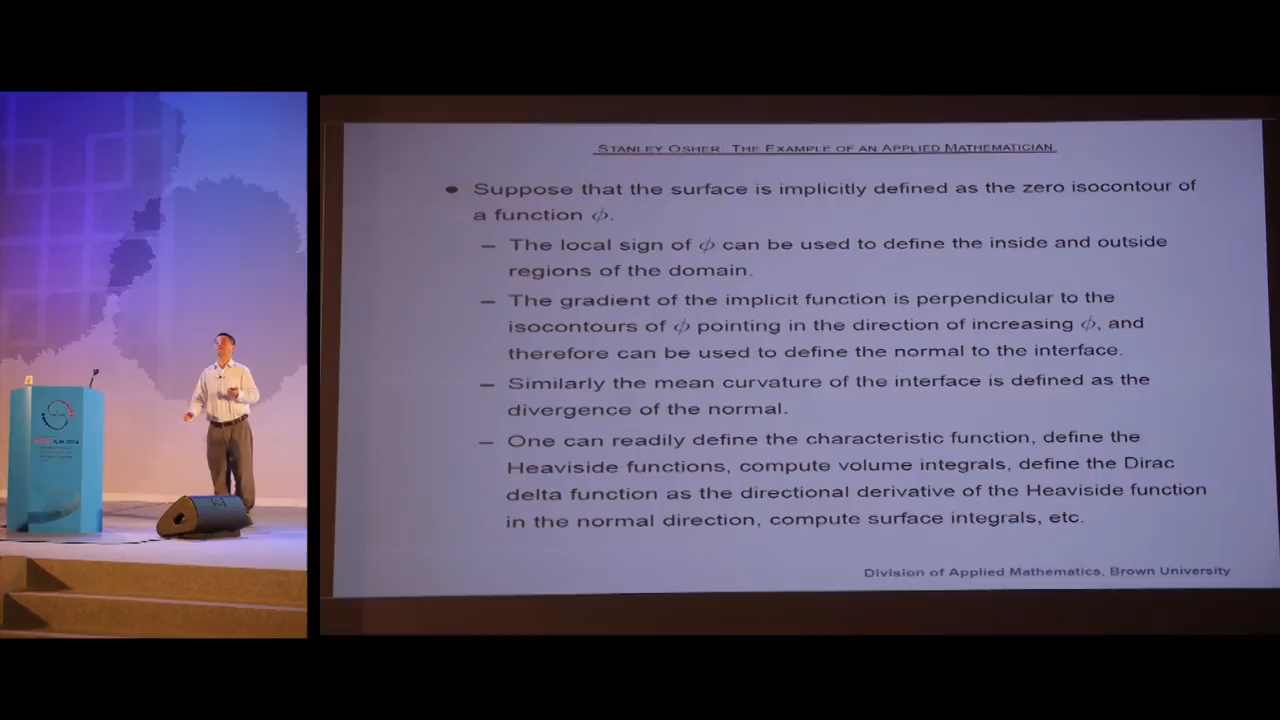 STANLEY OSHER: THE EXAMPLE OF AN APPLIED MATHEMATICIAN
• Suppose that the surface is implicitly defined as the zero isocontour of
a function ϕ.
– The local sign of ϕ can be used to define the inside and outside
regions of the domain.
– The gradient of the implicit function is perpendicular to the
isocontours of ϕ pointing in the direction of increasing ϕ, and
therefore can be used to define the normal to the interface.
– Similarly the mean curvature of the interface is defined as the
divergence of the normal.
– One can readily define the characteristic function, define the
Heaviside functions, compute volume integrals, define the Dirac
delta function as the directional derivative of the Heaviside function
in the normal direction, compute surface integrals, etc.
Division of Applied Mathematics, Brown University